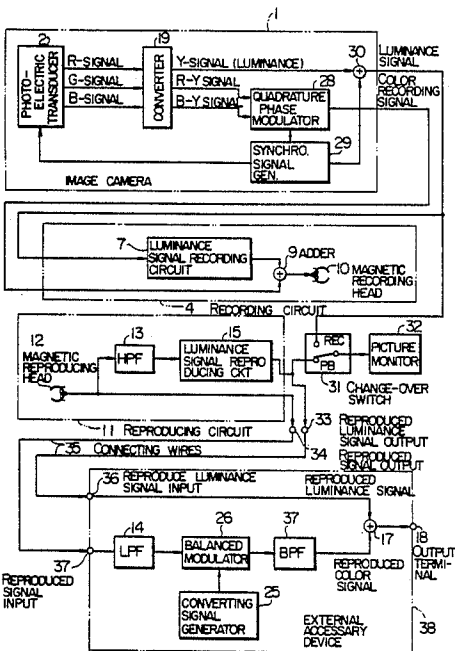 1
2
PHOTO-
ELECTRIC
TRANSDUCER
R-SIGNAL
G-SIGNAL
B-SIGNAL
19
CONVERTER
Y-SIGNAL (LUMINANCE)
R-Y SIGNAL
B-Y SIGNAL
28
QUADRATURE
PHASE
MODULATOR
30
LUMINANCE
SIGNAL
COLOR
RECORDING
SIGNAL
SYNCHRO.
SIGNAL
GEN.
29
IMAGE CAMERA
7
LUMINANCE
SIGNAL RECORDING
CIRCUIT
9 ADDER
10
MAGNETIC
RECORDING
HEAD
4 RECORDING CIRCUIT
12
MAGNETIC
REPRODUCING
HEAD
13
HPF
15
LUMINANCE
SIGNAL REPRO
DUCING CKT
REC
PB
32
PICTURE
MONITOR
31 CHANGE-OVER
SWITCH
11 REPRODUCING CIRCUIT
33
REPRODUCED
LUMINANCE
SIGNAL OUTPUT
34
REPRODUCED
SIGNAL OUTPUT
35 CONNECTING WIRES
36
REPRODUCE LUMINANCE
SIGNAL INPUT
REPRODUCED
LUMINANCE SIGNAL
37
REPRODUCED
SIGNAL
INPUT
14
LPF
26
BALANCED
MODULATOR
37
BPF
17
REPRODUCED
COLOR
SIGNAL
18
OUTPUT
TERMI-
NAL
CONVERTING
SIGNAL
GENERATOR
25
EXTERNAL
ACCESSARY
DEVICE
38